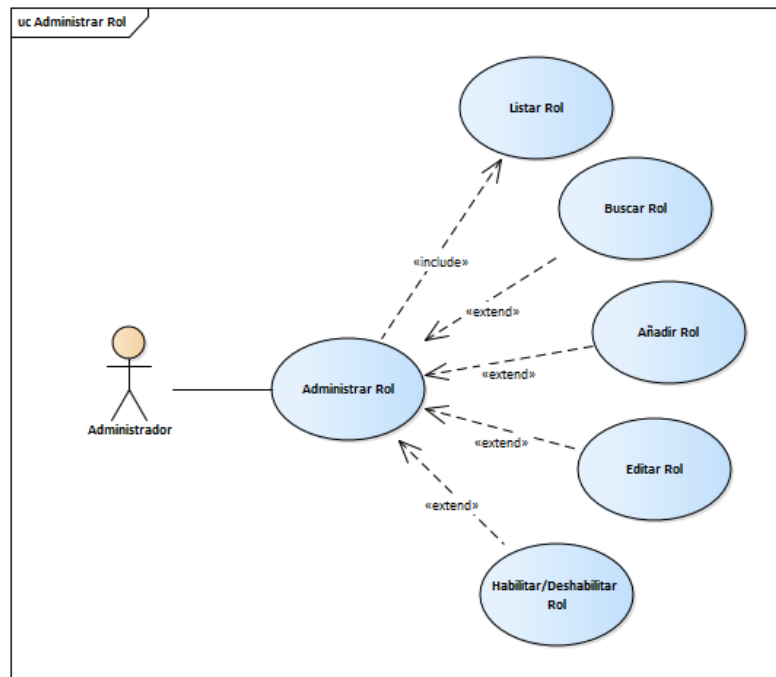 uc Administrar Rol
Listar Rol
Buscar Rol
«include»
«extend»
Añadir Rol
«extend»
Administrar Rol
Administrador
«extend»
Editar Rol
«extend»
Habilitar/Deshabilitar
Rol